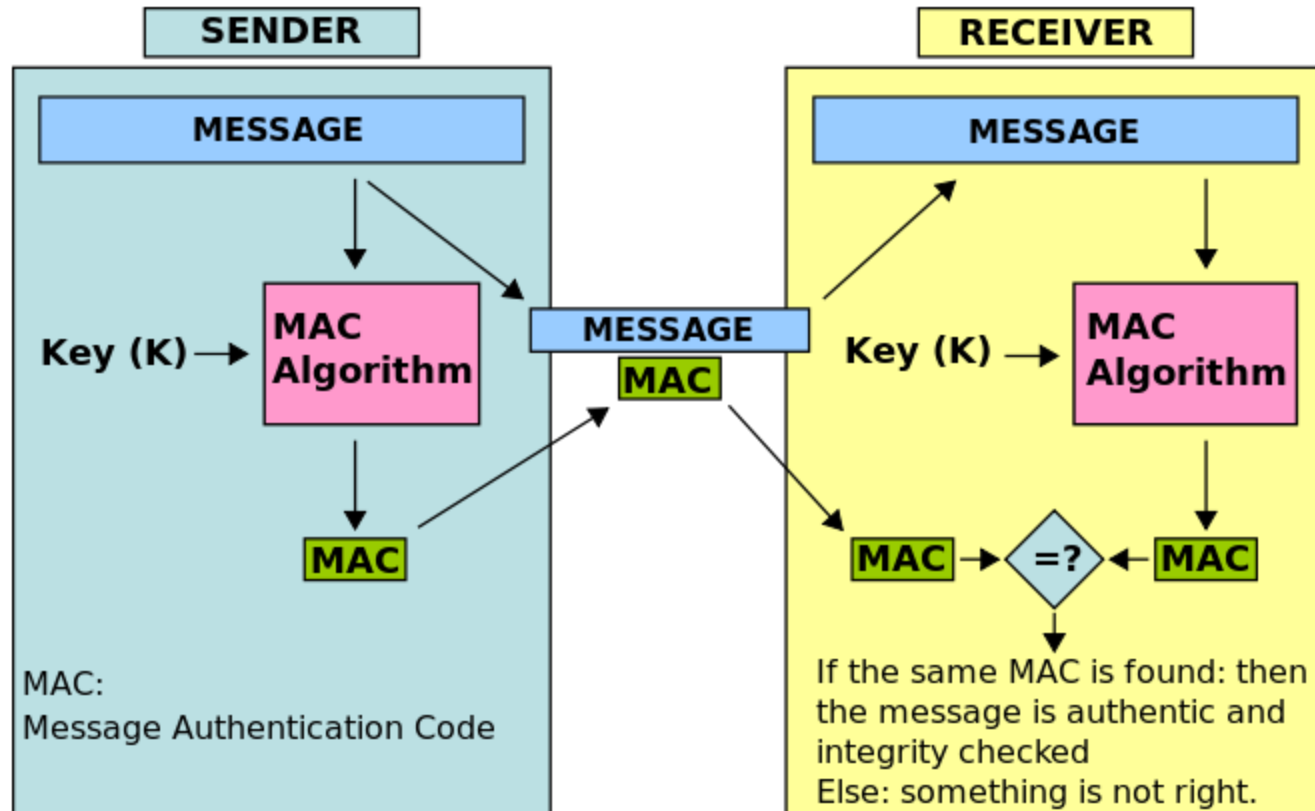 SENDER
MESSAGE
Key (K)
MAC
Algorithm
MAC
MAC:
Message Authentication Code
MESSAGE
MAC
RECEIVER
MESSAGE
Key (K)
MAC
Algorithm
MAC
=?
MAC
If the same MAC is found: then
the message is authentic and
integrity checked
Else: something is not right.